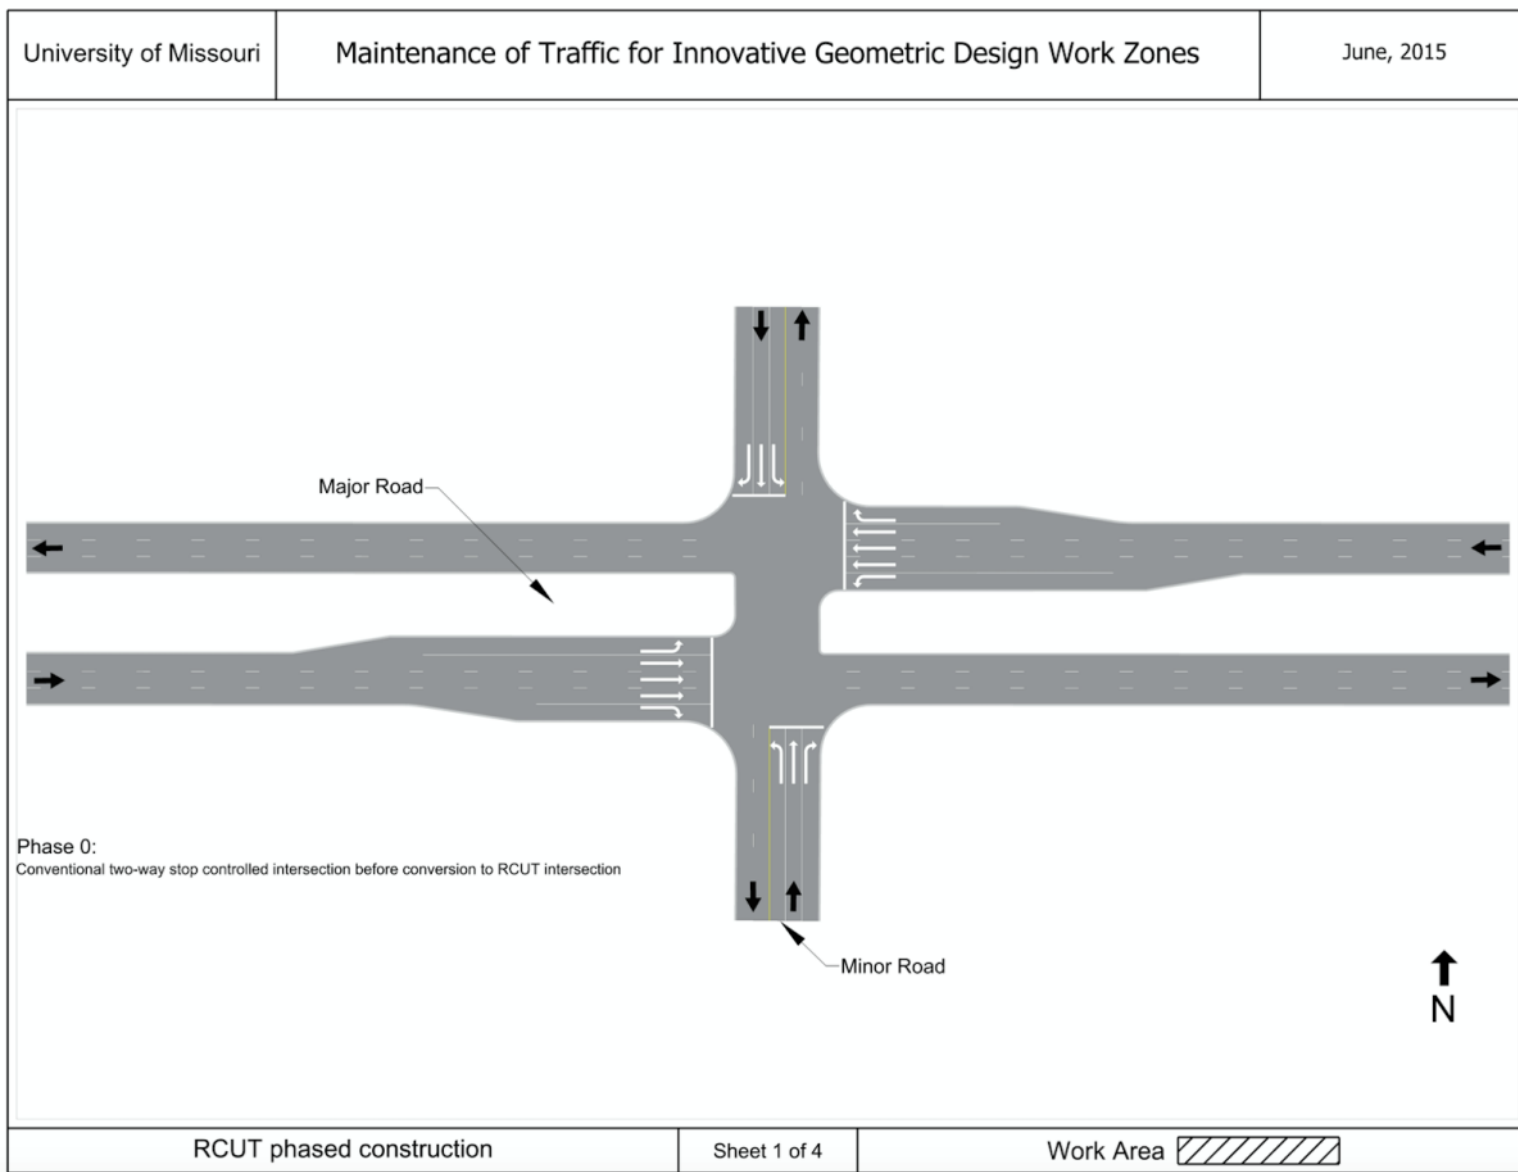 University of Missouri
Maintenance of Traffic for Innovative Geometric Design Work Zones
June, 2015
Major Road
Phase 0:
Conventional two-way stop controlled intersection before conversion to RCUT intersection
Minor Road
N
RCUT phased construction
Sheet 1 of 4
Work Area